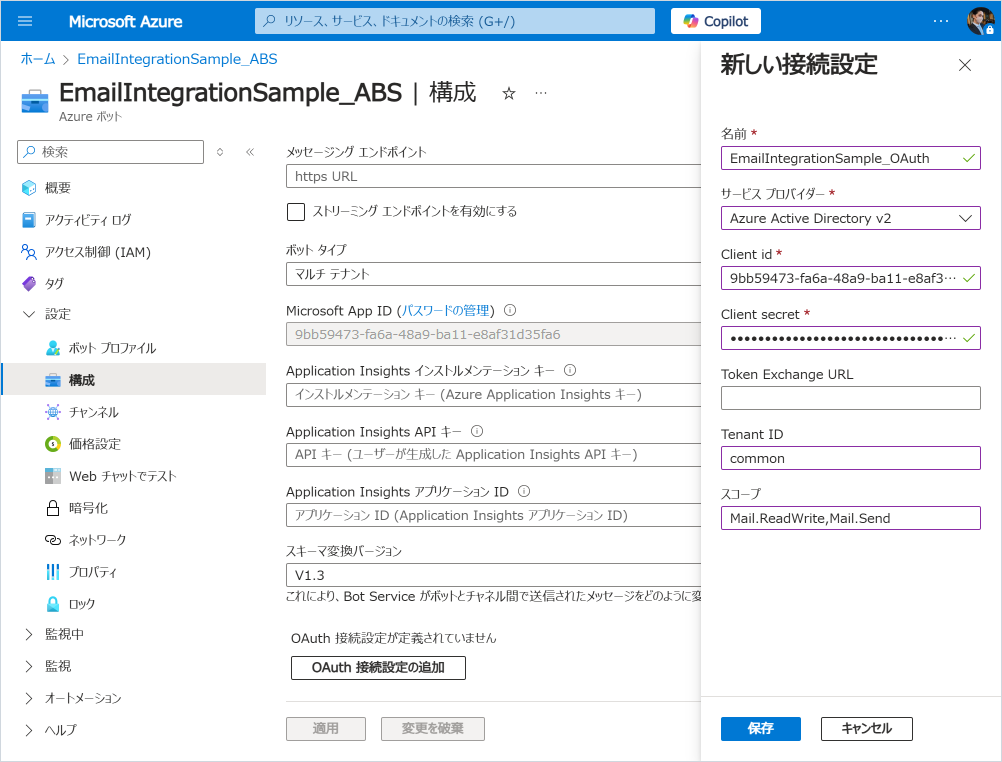 Microsoft Azure
リソース、サービス、ドキュメントの検索 (G+/)
Copilot
ホーム > EmailIntegrationSample_ABS
EmailIntegrationSample_ABS | 構成
Azure ボット
検索
概要
アクティビティ ログ
アクセス制御 (IAM)
タグ
設定
ボット プロファイル
構成
チャンネル
価格設定
Web チャットでテスト
暗号化
ネットワーク
プロパティ
ロック
監視中
監視
オートメーション
ヘルプ
メッセージング エンドポイント
https URL
ストリーミング エンドポイントを有効にする
ボット タイプ
マルチ テナント
Microsoft App ID (パスワードの管理)
9bb59473-fa6a-48a9-ba11-e8af31d35fa6
Application Insights インストルメンテーション キー
インストルメンテーション キー (Azure Application Insights キー)
Application Insights API キー
API キー (ユーザーが生成した Application Insights API キー)
Application Insights アプリケーション ID
アプリケーション ID (Application Insights アプリケーション ID)
スキーマ変換バージョン
V1.3
これにより、Bot Service がボットとチャネル間で送信されたメッセージをどのように変
OAuth 接続設定が定義されていません
OAuth 接続設定の追加
適用
変更を破棄
新しい接続設定
名前 *
EmailIntegrationSample_OAuth
サービス プロバイダー *
Azure Active Directory v2
Client id *
9bb59473-fa6a-48a9-ba11-e8af3···
Client secret *
Token Exchange URL
Tenant ID
common
スコープ
Mail.ReadWrite,Mail.Send
保存
キャンセル